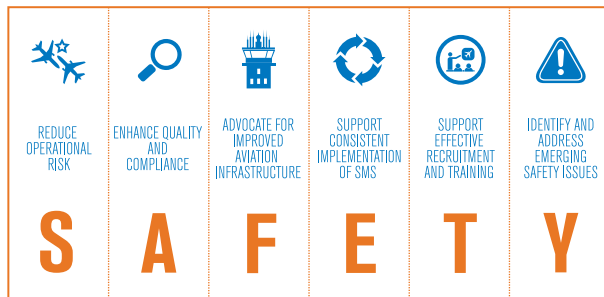 REDUCE
OPERATIONAL
RISK
ENHANCE QUALITY
AND
COMPLIANCE
ADVOCATE FOR
IMPROVED
AVIATION
INFRASTRUCTURE
SUPPORT
CONSISTENT
IMPLEMENTATION
OF SMS
SUPPORT
EFFECTIVE
RECRUITMENT
AND TRAINING
IDENTIFY AND
ADDRESS
EMERGING
SAFETY ISSUES
S A F E T Y